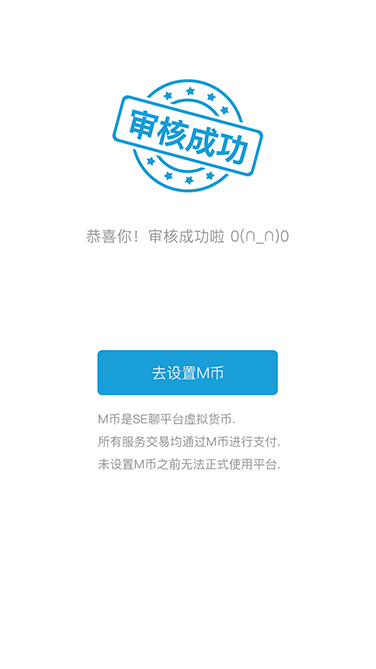 审核成功
恭喜你！审核成功啦 0(∩_∩)0
去设置M币
M币是SE聊平台虚拟货币.
所有服务交易均通过M币进行支付.
未设置M币之前无法正式使用平台.